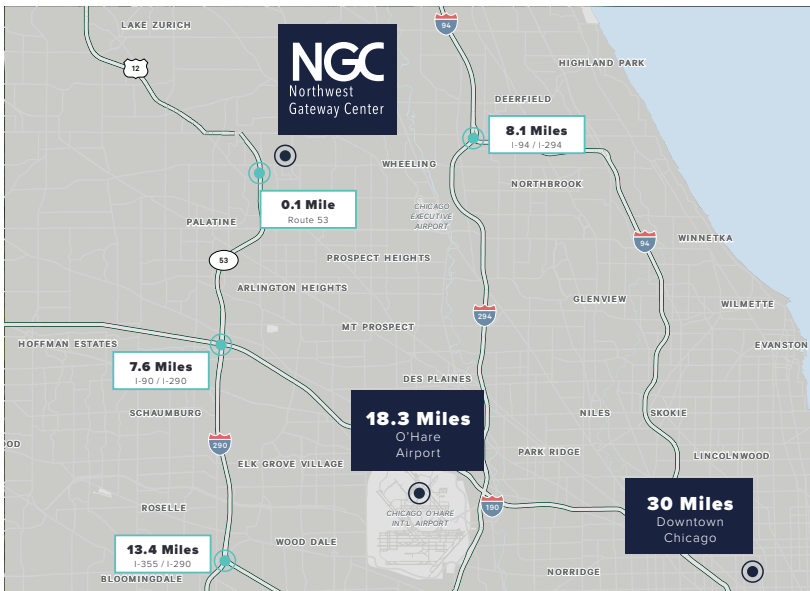 LAKE ZURICH
94
12
NGC
Northwest
Gateway Center
HIGHLAND PARK
DEERFIELD
8.1 Miles
I-94 / I-294
WHEELING
NORTHBROOK
0.1 Mile
Route 53
CHICAGO
EXECUTIVE
AIRPORT
PALATINE
94
WINNETKA
53
PROSPECT HEIGHTS
ARLINGTON HEIGHTS
GLENVIEW
WILMETTE
294
MT PROSPECT
HOFFMAN ESTATES
EVANSTON
7.6 Miles
I-90 / I-290
DES PLAINES
SCHAUMBURG
18.3 Miles
O'Hare
Airport
NILES
SKOKIE
OOD
290
PARK RIDGE
LINCOLNWOOD
ELK GROVE VILLAGE
190
30 Miles
Downtown
Chicago
CHICAGO O'HARE
INT'L AIRPORT
ROSELLE
WOOD DALE
13.4 Miles
I-355 / I-290
BLOOMINGDALE
NORRIDGE